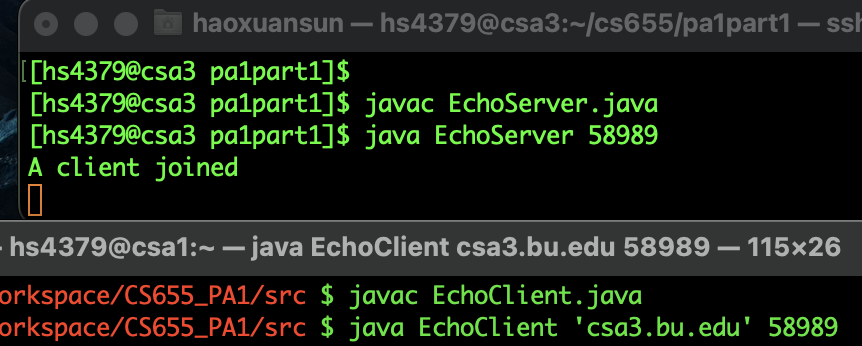 haoxuansun — hs4379@csa3:~/cs655/pa1part1 — ssh
[[hs4379@csa3 pa1part1]$
[hs4379@csa3 pa1part1]$ javac EchoServer.java
[hs4379@csa3 pa1part1]$ java EchoServer 58989
A client joined
- hs4379@csa1:~ — java EchoClient csa3.bu.edu 58989 — 115×26
orkspace/CS655_PA1/src $ javac EchoClient.java
orkspace/CS655_PA1/src $ java EchoClient 'csa3.bu.edu' 58989